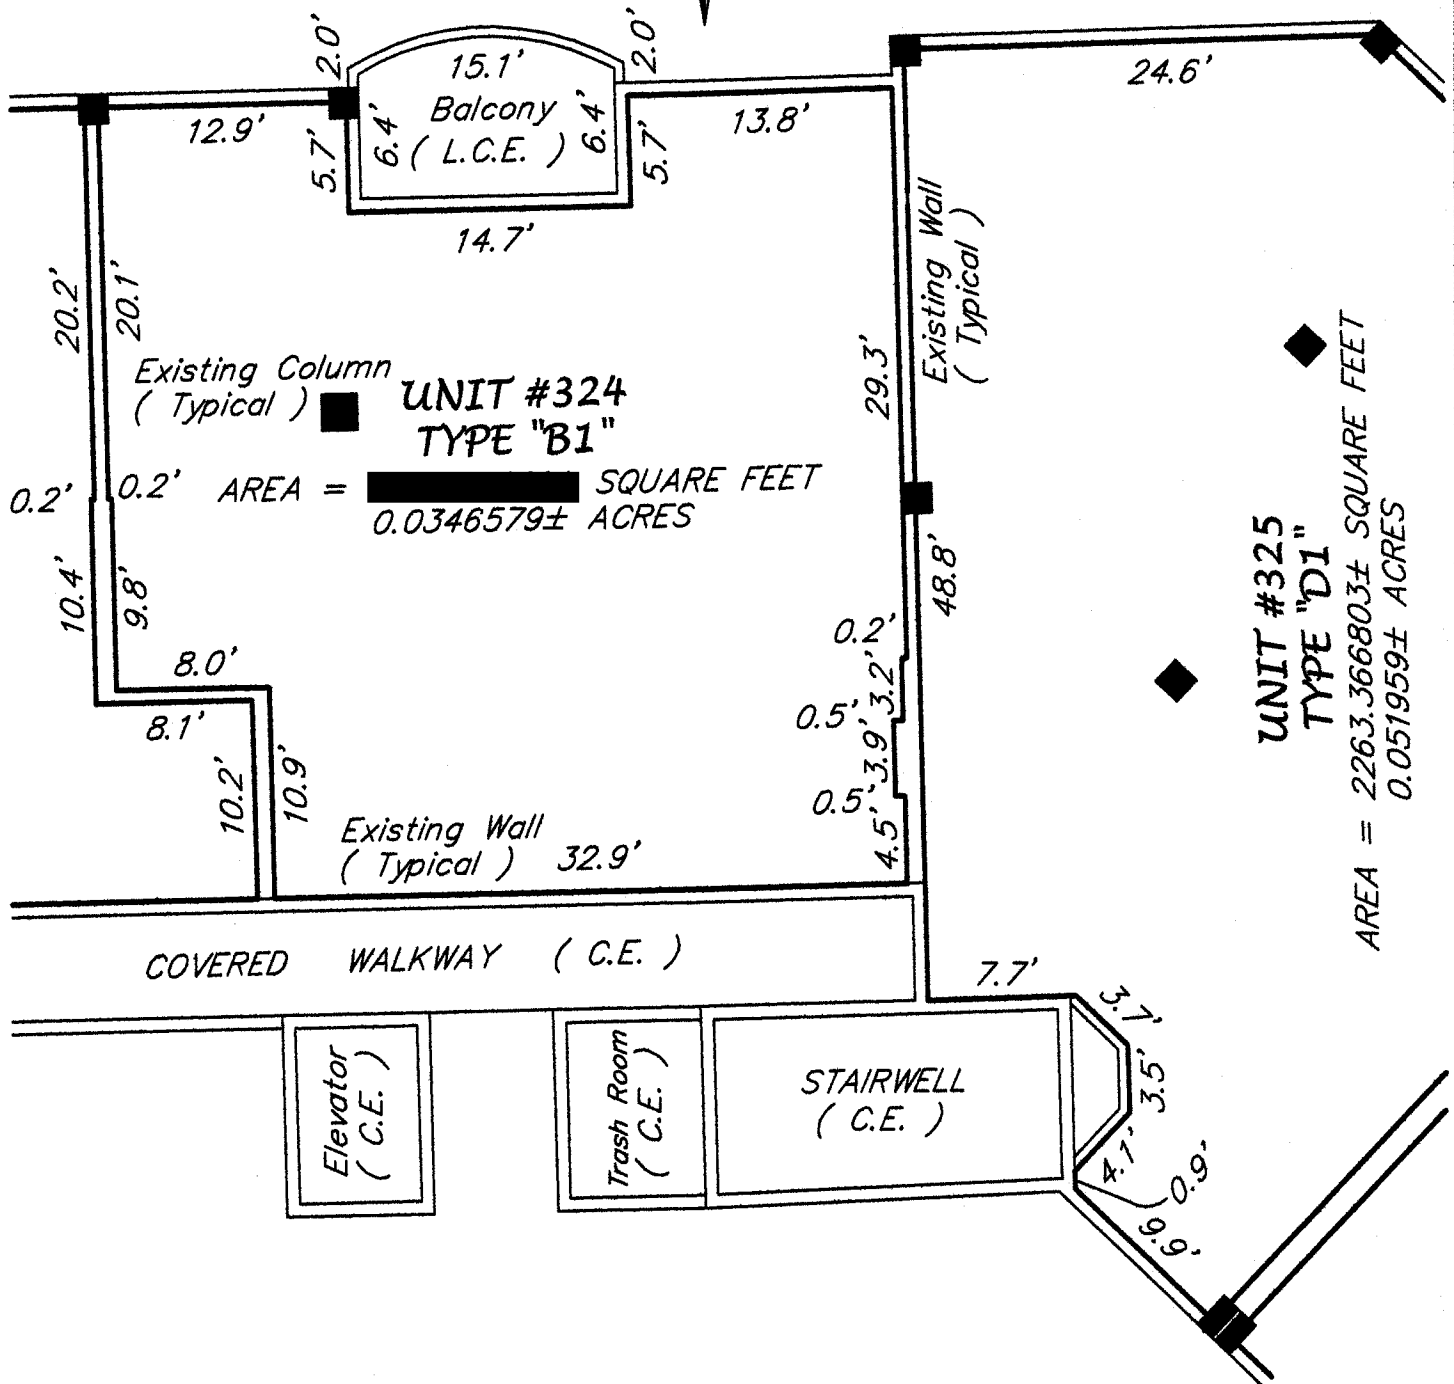 2.0'
2.0'
15.1'
Balcony
( L.C.E. )
6.4'
6.4'
12.9'
5.7'
5.7'
13.8'
24.6'
14.7'
20.2'
20.1'
Existing Wall
( Typical )
29.3'
Existing Column
( Typical )
UNIT #324
TYPE "B1"
AREA = SQUARE FEET
0.0346579± ACRES
0.2'
0.2'
10.4'
9.8'
48.8'
UNIT #325
TYPE "D1"
AREA = 2263.366803± SQUARE FEET
0.051959± ACRES
0.2'
3.2'
0.5'
3.9'
0.5'
4.5'
8.0'
8.1'
10.2'
10.9'
Existing Wall
( Typical )
32.9'
COVERED WALKWAY ( C.E. )
7.7'
3.7'
3.5'
4.1'
0.9'
9.9'
Elevator
( C.E. )
Trash Room
( C.E. )
STAIRWELL
( C.E. )